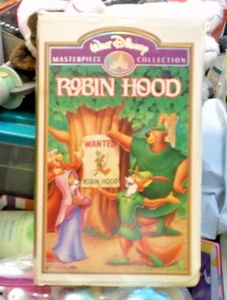 Walt Disney
MASTERPIECE COLLECTION
ROBIN HOOD
WANTED
ROBIN HOOD